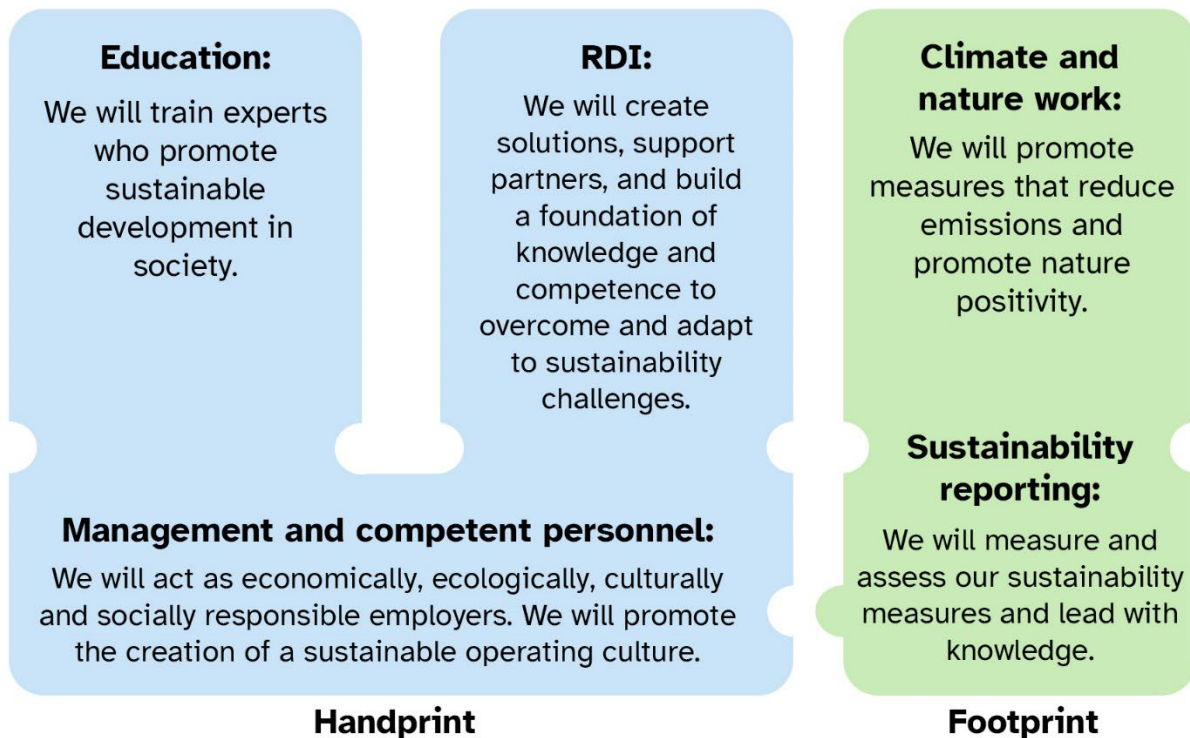 Education:
We will train experts
who promote
sustainable
development in
society.
RDI:
We will create
solutions, support
partners, and build
a foundation of
knowledge and
competence to
overcome and adapt
to sustainability
challenges.
Management and competent personnel:
We will act as economically, ecologically, culturally
and socially responsible employers. We will promote
the creation of a sustainable operating culture.
Handprint
Climate and
nature work:
We will promote
measures that reduce
emissions and
promote nature
positivity.
Sustainability
reporting:
We will measure and
assess our sustainability
measures and lead with
knowledge.
Footprint